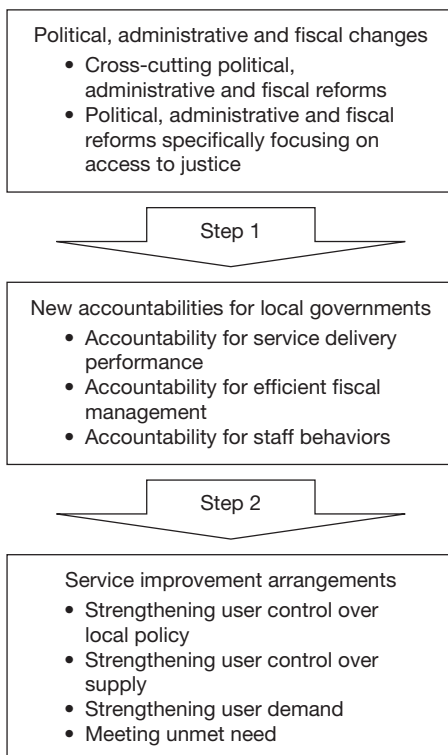 Political, administrative and fiscal changes
• Cross-cutting political,
administrative and fiscal reforms
• Political, administrative and fiscal
reforms specifically focusing on
access to justice
Step 1
New accountabilities for local governments
• Accountability for service delivery
performance
• Accountability for efficient fiscal
management
• Accountability for staff behaviors
Step 2
Service improvement arrangements
• Strengthening user control over
local policy
• Strengthening user control over
supply
• Strengthening user demand
• Meeting unmet need